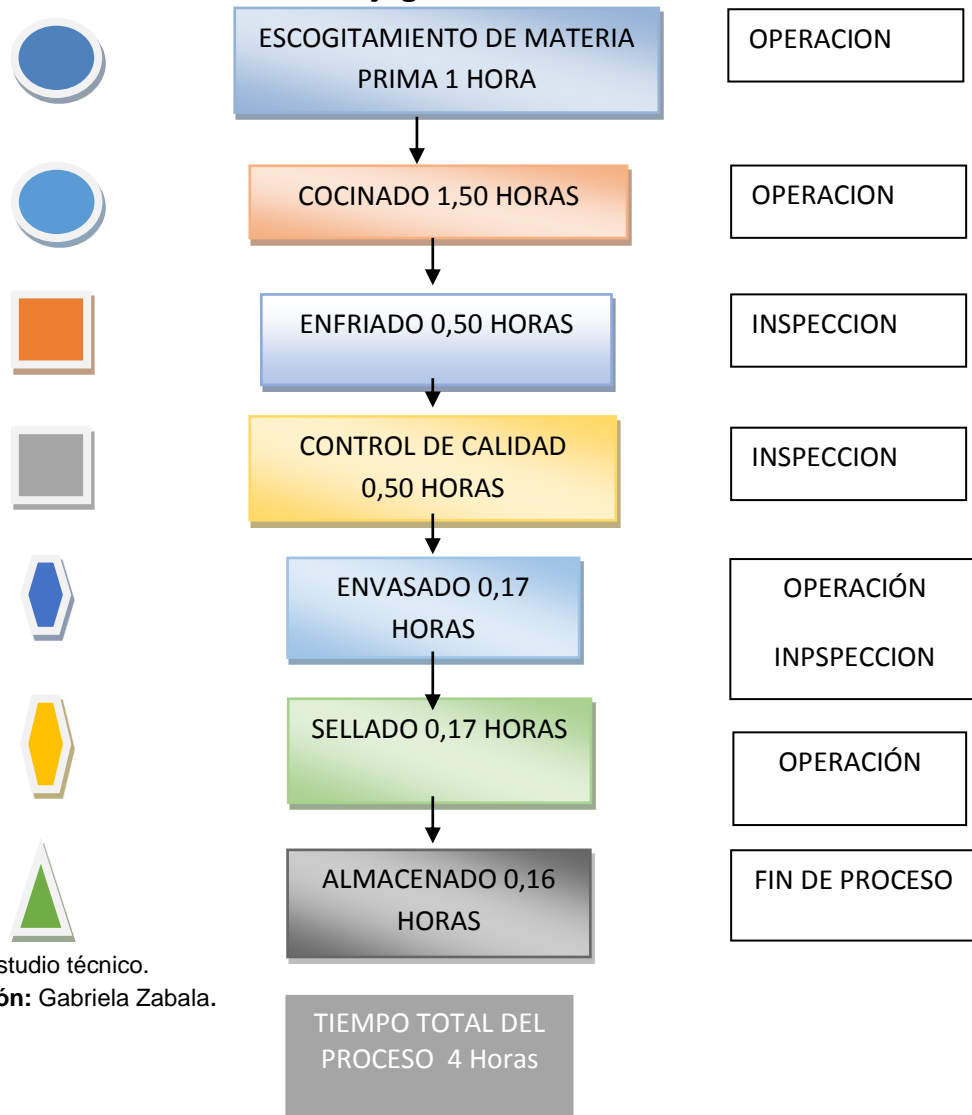 ESCOGITAMIENTO DE MATERIA
PRIMA 1 HORA
OPERACION
COCINADO 1,50 HORAS
OPERACION
ENFRIADO 0,50 HORAS
INSPECCION
CONTROL DE CALIDAD
0,50 HORAS
INSPECCION
ENVASADO 0,17
HORAS
OPERACIÓN
INPSPECCION
SELLADO 0,17 HORAS
OPERACIÓN
ALMACENADO 0,16
HORAS
FIN DE PROCESO
studio técnico.
ón: Gabriela Zabala.
TIEMPO TOTAL DEL
PROCESO 4 Horas